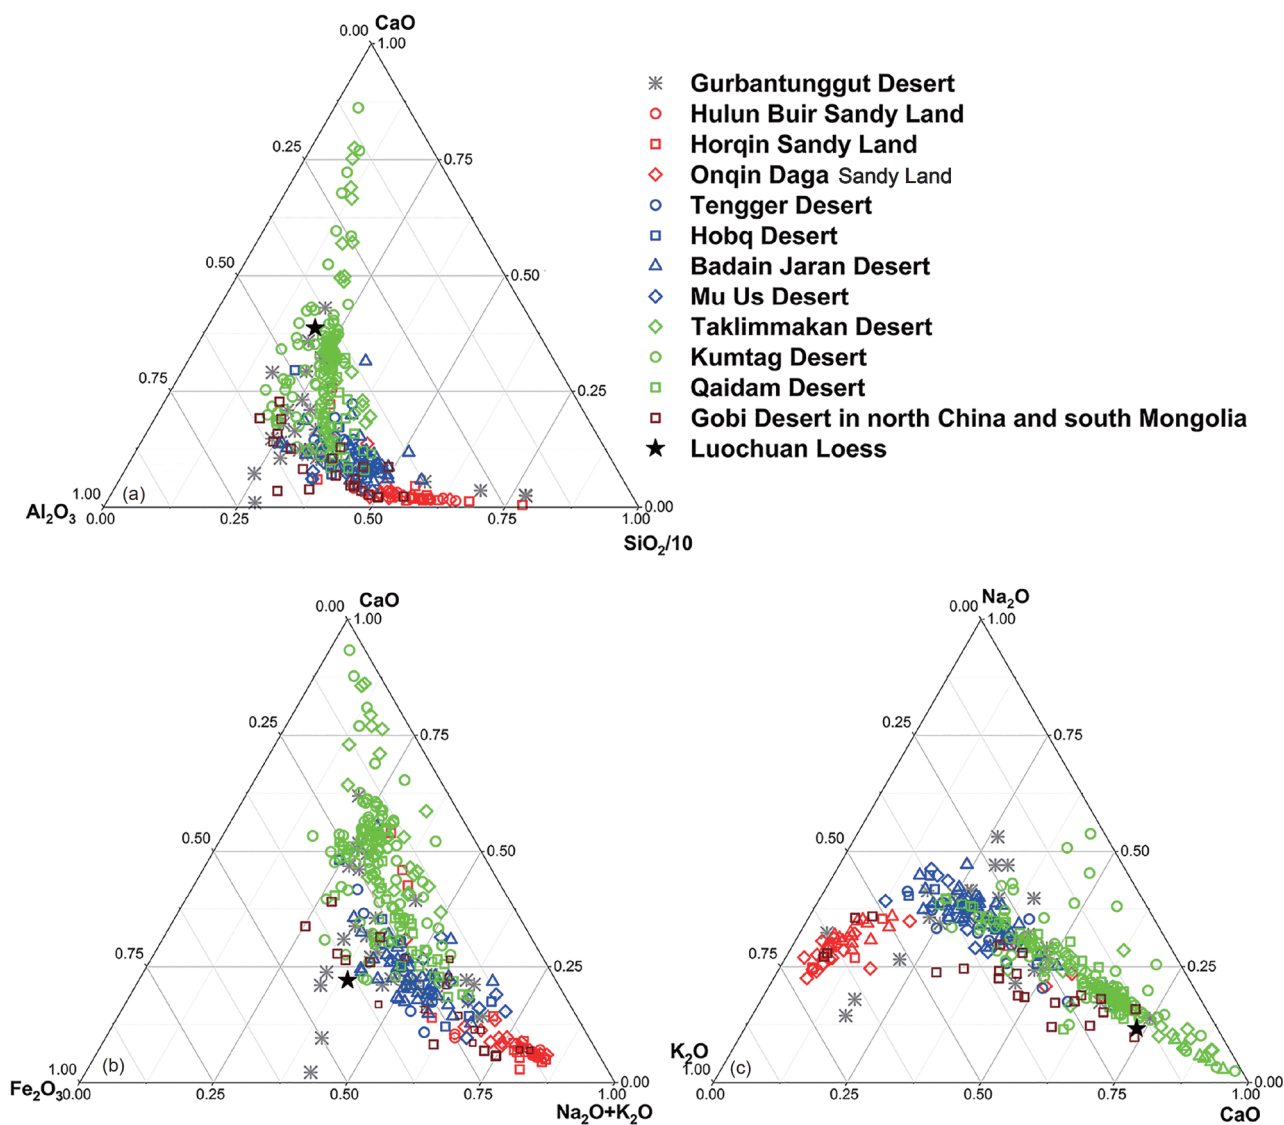 CaO
0.00
1.00
0.25
0.75
0.50
0.50
0.75
0.25
1.00
(a)
0.00
Al₂O₃
0.00
0.25
0.50
0.75
1.00
SiO₂/10
Gurbantunggut Desert
Hulun Buir Sandy Land
Horqin Sandy Land
Onqin Daga Sandy Land
Tengger Desert
Hobq Desert
Badain Jaran Desert
Mu Us Desert
Taklimmakan Desert
Kumtag Desert
Qaidam Desert
Gobi Desert in north China and south Mongolia
Luochuan Loess
CaO
0.00
1.00
0.25
0.75
0.50
0.50
0.75
0.25
1.00
(b)
0.00
Fe₂O₃
0.00
0.25
0.50
0.75
1.00
Na₂O+K₂O
Na₂O
0.00
1.00
0.25
0.75
0.50
0.50
0.75
0.25
K₂O
1.00
(c)
0.00
0.00
0.25
0.50
0.75
1.00
CaO